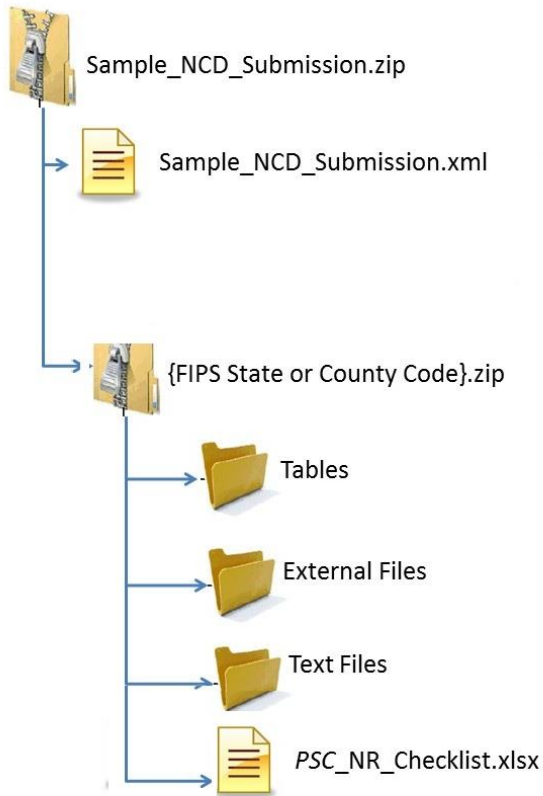 Sample_NCD_Submission.zip
Sample_NCD_Submission.xml
{FIPS State or County Code}.zip
Tables
External Files
Text Files
PSC_NR_Checklist.xlsx